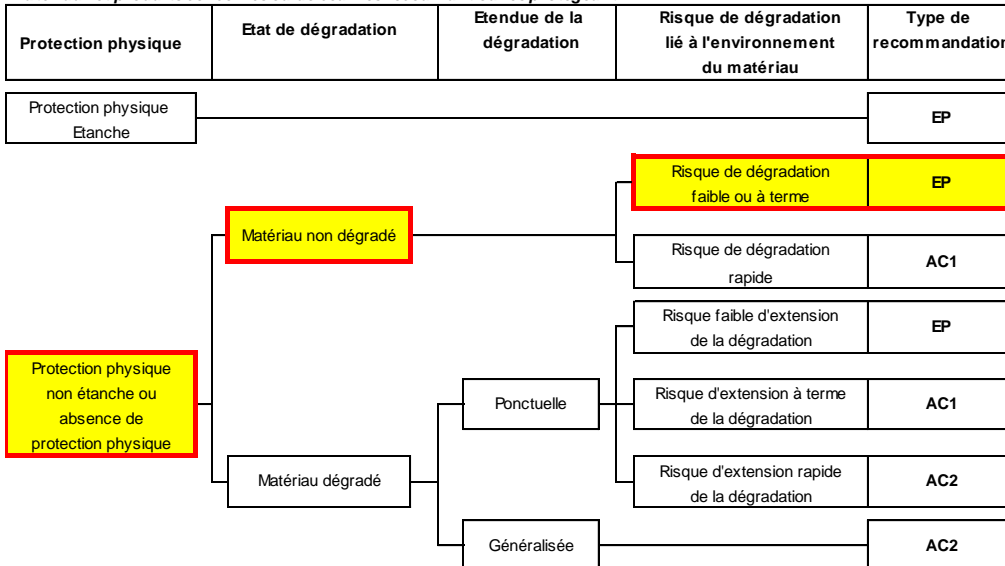 Protection physique
Etat de dégradation
Etendue de la
dégradation
Risque de dégradation
lié à l'environnement
du matériau
Type de
recommandation
Protection physique
Etanche
EP
Risque de dégradation
faible ou à terme
EP
Matériau non dégradé
Risque de dégradation
rapide
AC1
Risque faible d'extension
de la dégradation
EP
Protection physique
non étanche ou
absence de
protection physique
Ponctuelle
Risque d'extension à terme
de la dégradation
AC1
Matériau dégradé
Risque d'extension rapide
de la dégradation
AC2
Généralisée
AC2